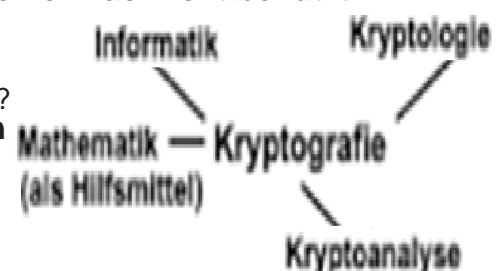 Informatik
Kryptologie
?
Mathematik
Kryptografie
(als Hilfsmittel)
Kryptoanalyse